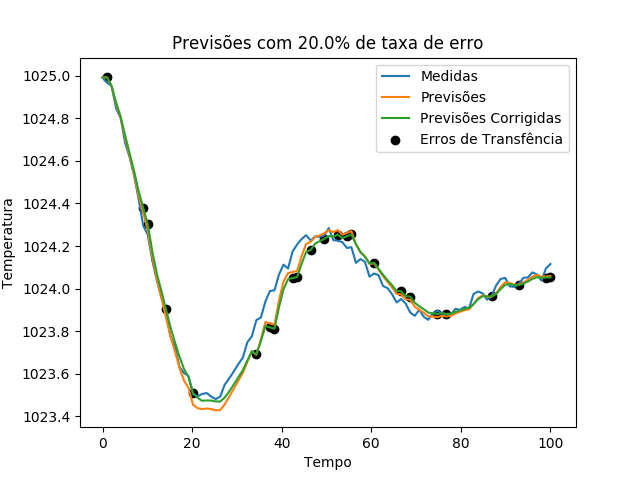 Previsões com 20.0% de taxa de erro
Medidas
Previsões
Previsões Corrigidas
Erros de Transfência
Temperatura
1025.0
1024.8
1024.6
1024.4
1024.2
1024.0
1023.8
1023.6
1023.4
0 20 40 60 80 100
Tempo